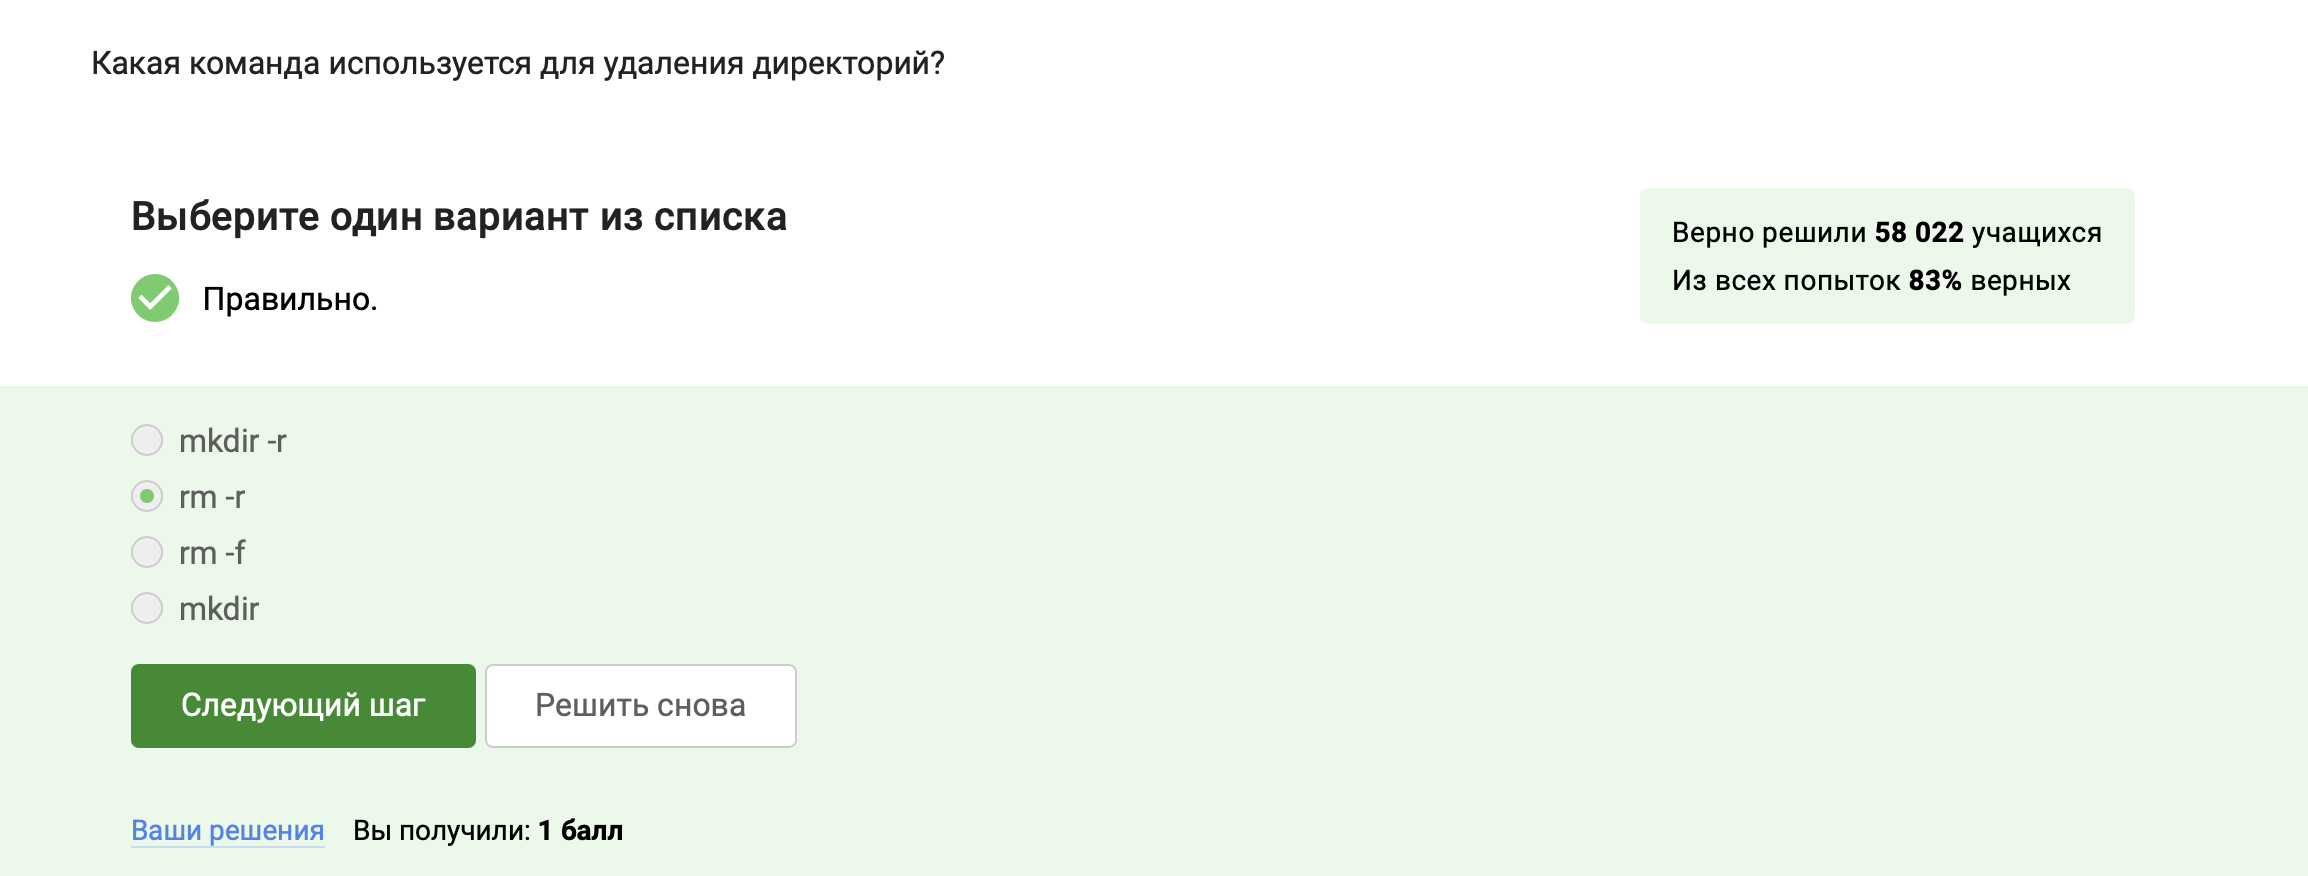 Какая команда используется для удаления директорий?
Выберите один вариант из списка
Правильно.
Верно решили 58 022 учащихся
Из всех попыток 83% верных
mkdir -r
rm -r
rm -f
mkdir
Следующий шаг Решить снова
Ваши решения Вы получили: 1 балл